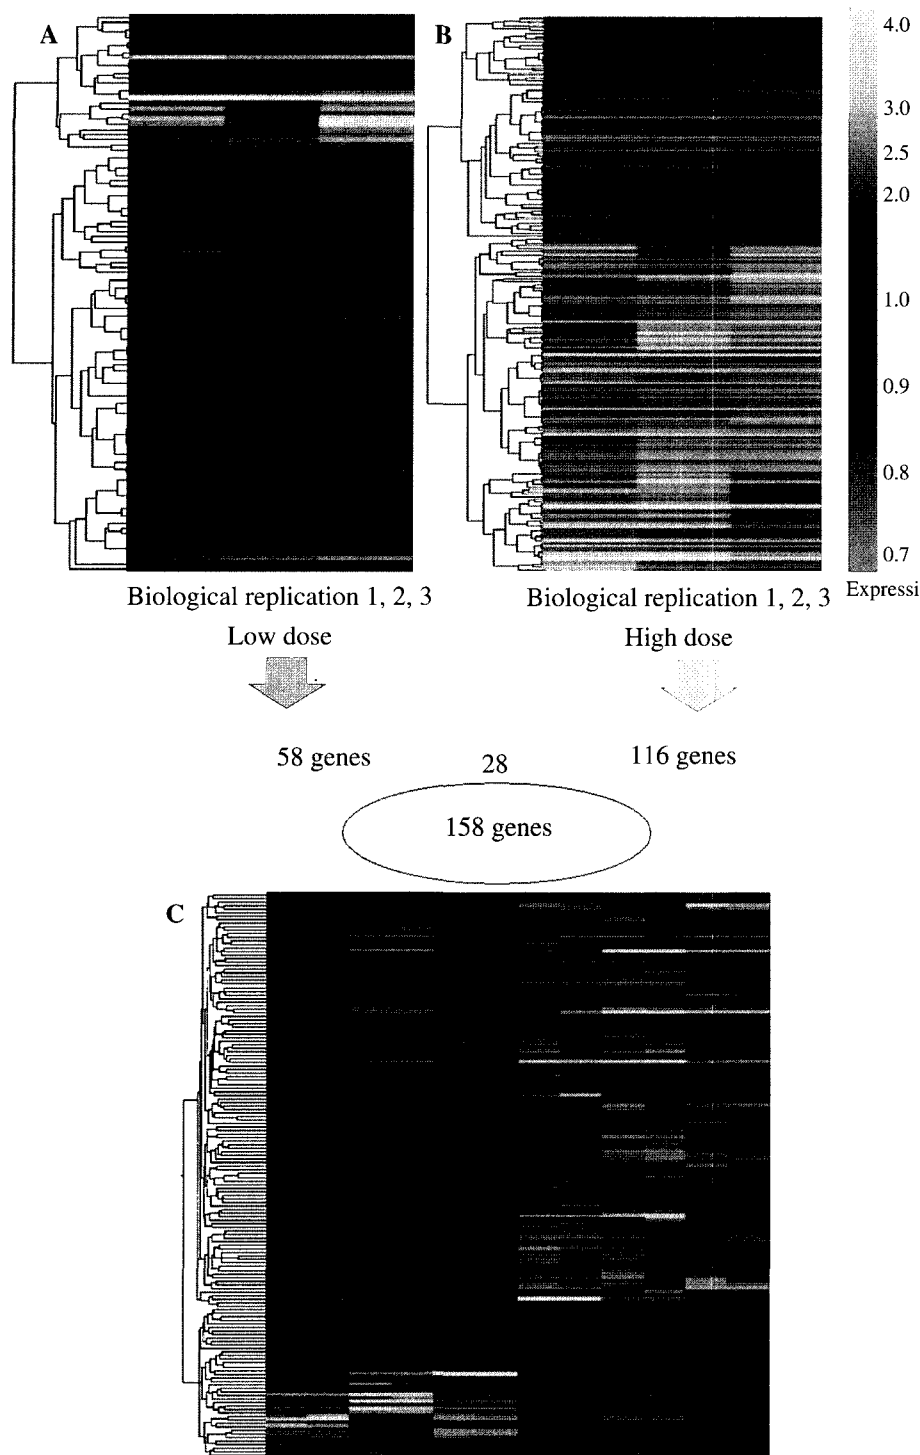 A
B
4.0
3.0
2.5
2.0
1.0
0.9
0.8
0.7
Expressi
Biological replication 1, 2, 3
Biological replication 1, 2, 3
Low dose
High dose
58 genes
28
116 genes
158 genes
C